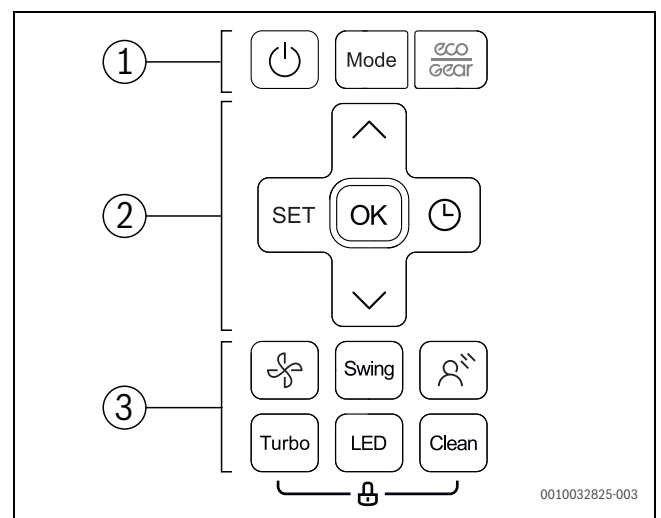 1
Mode
eco
Gear
2
SET
OK
3
Swing
Turbo
LED
Clean
0010032825-003